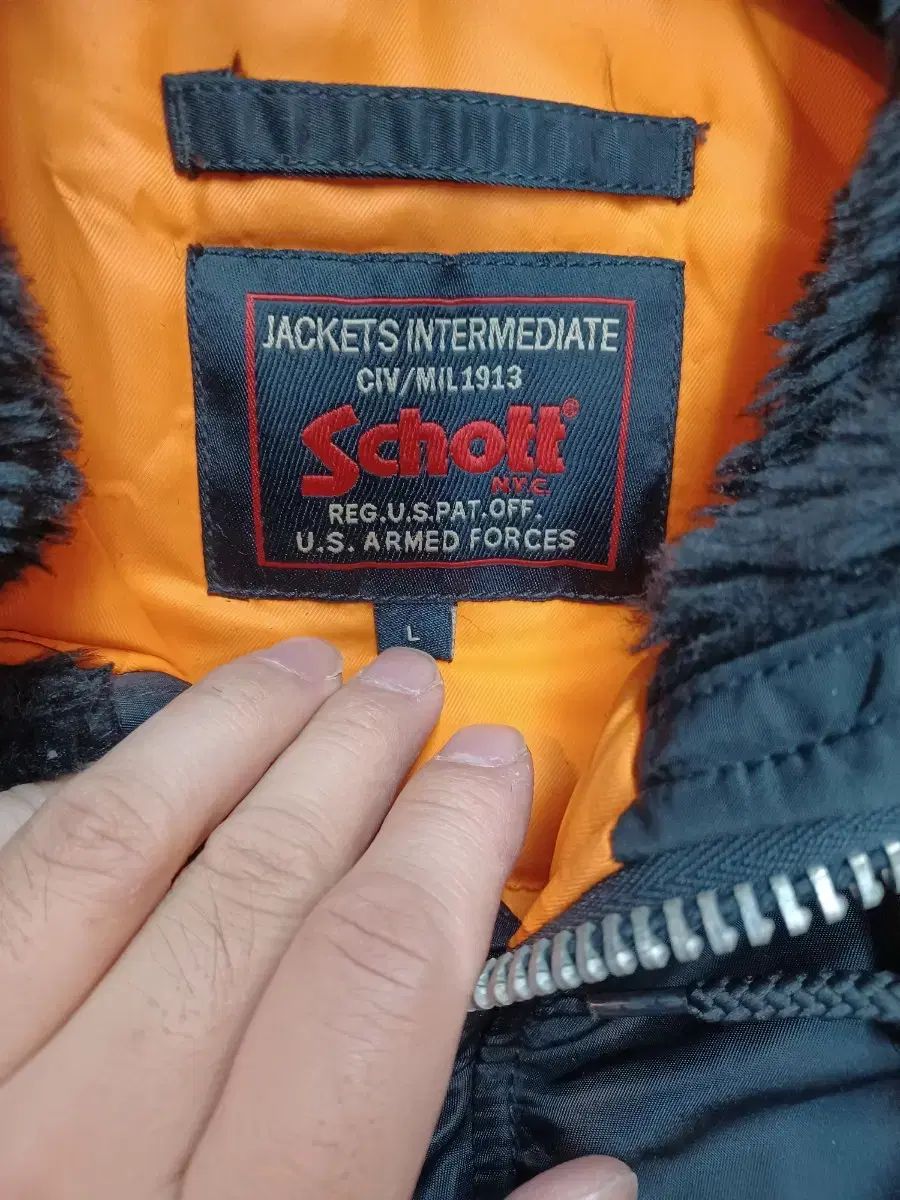 JACKETS INTERMEDIATE
CIV/MIL1913
Schott®
N.Y.C.
REG.U.S.PAT.OFF.
U.S. ARMED FORCES
L